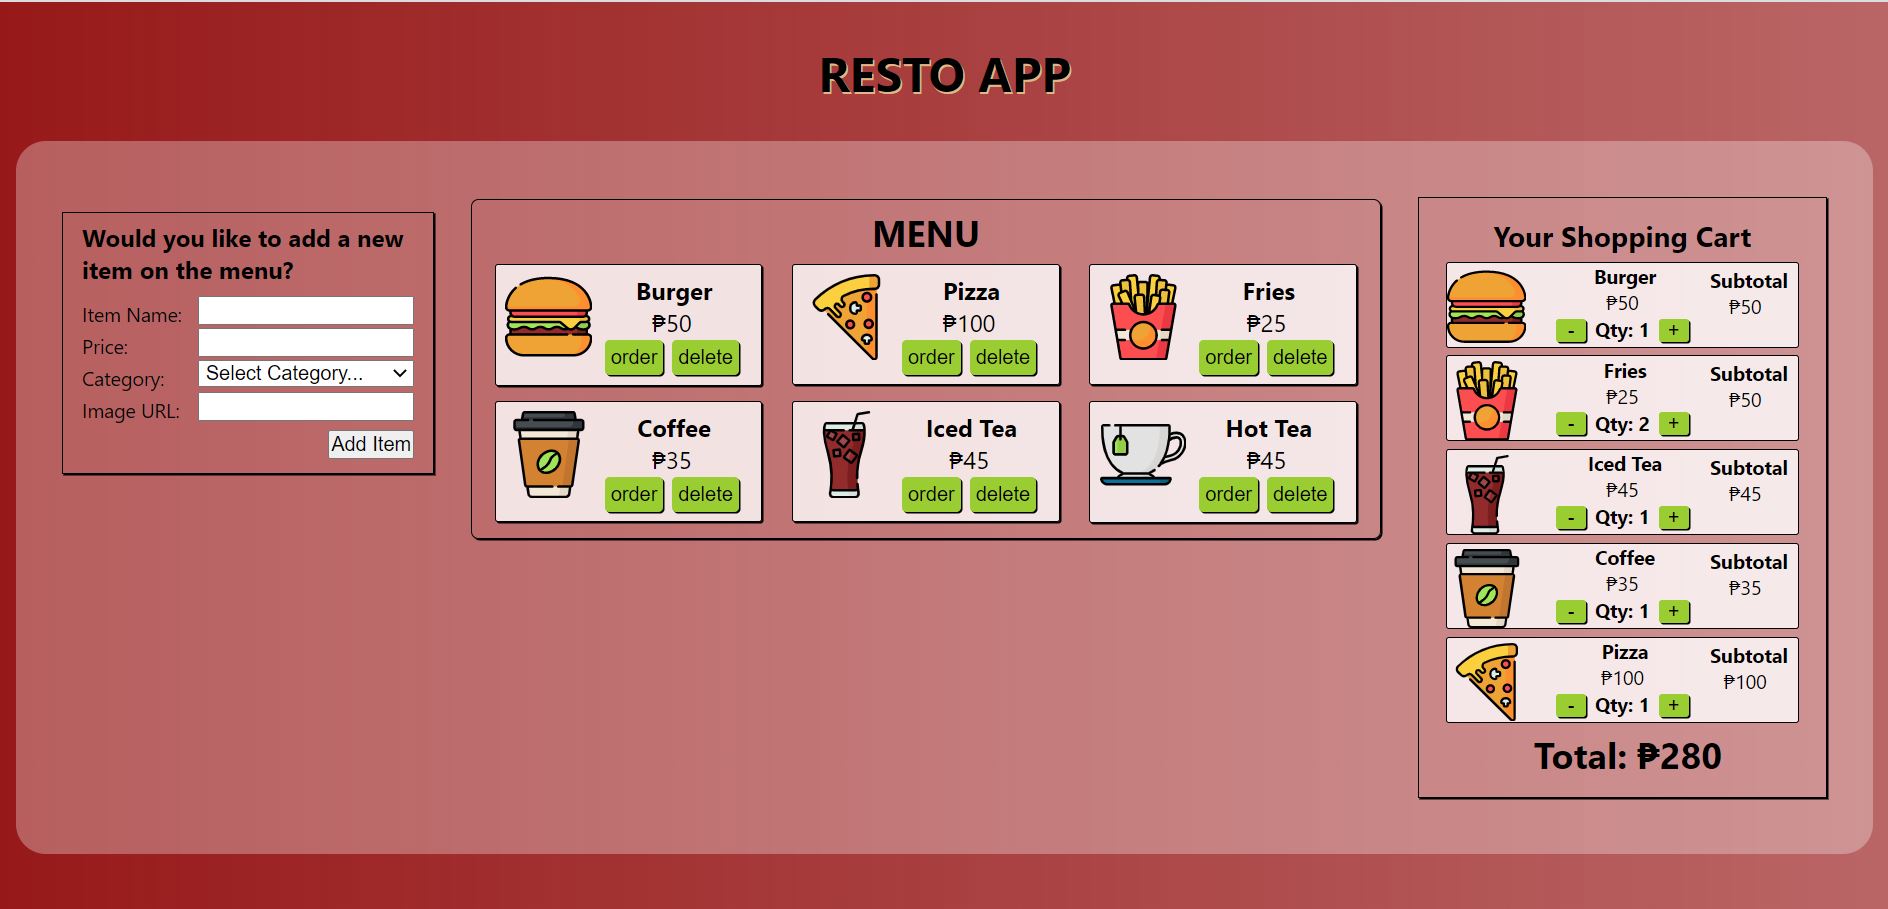 RESTO APP
Would you like to add a new
item on the menu?
Item Name:
Price:
Category: Select Category...
Image URL:
Add Item
MENU
Burger
₱50
order delete
Pizza
₱100
order delete
Fries
₱25
order delete
Coffee
₱35
order delete
Iced Tea
₱45
order delete
Hot Tea
₱45
order delete
Your Shopping Cart
Burger
₱50
- Qty: 1 +
Subtotal
₱50
Fries
₱25
- Qty: 2 +
Subtotal
₱50
Iced Tea
₱45
- Qty: 1 +
Subtotal
₱45
Coffee
₱35
- Qty: 1 +
Subtotal
₱35
Pizza
₱100
- Qty: 1 +
Subtotal
₱100
Total: ₱280